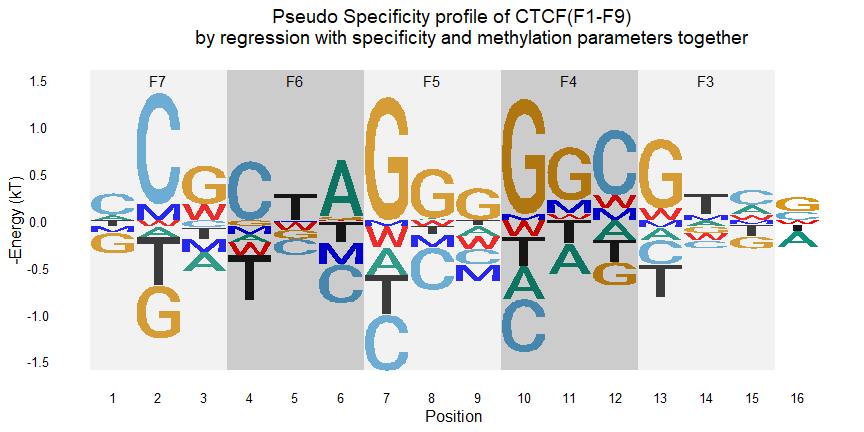 Pseudo Specificity profile of CTCF(F1-F9)
by regression with specificity and methylation parameters together
F7 F6 F5 F4 F3
1.5
1.0
0.5
0.0
-0.5
-1.0
-1.5
-Energy (kT)
1 2 3 4 5 6 7 8 9 10 11 12 13 14 15 16
Position